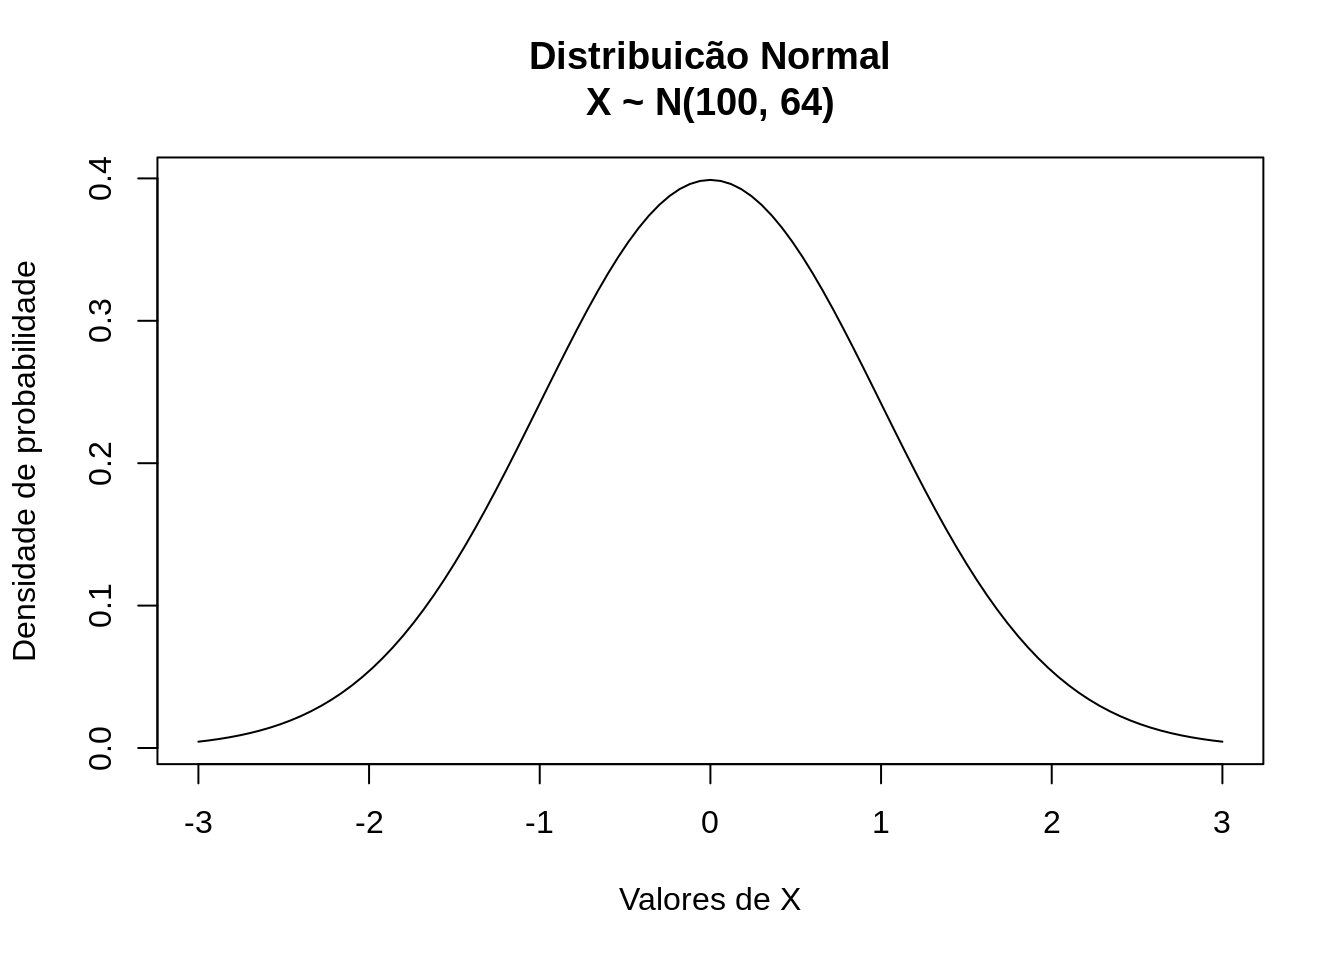 Distribuicão Normal
X ~ N(100, 64)
Densidade de probabilidade
0.4
0.3
0.2
0.1
0.0
-3 -2 -1 0 1 2 3
Valores de X